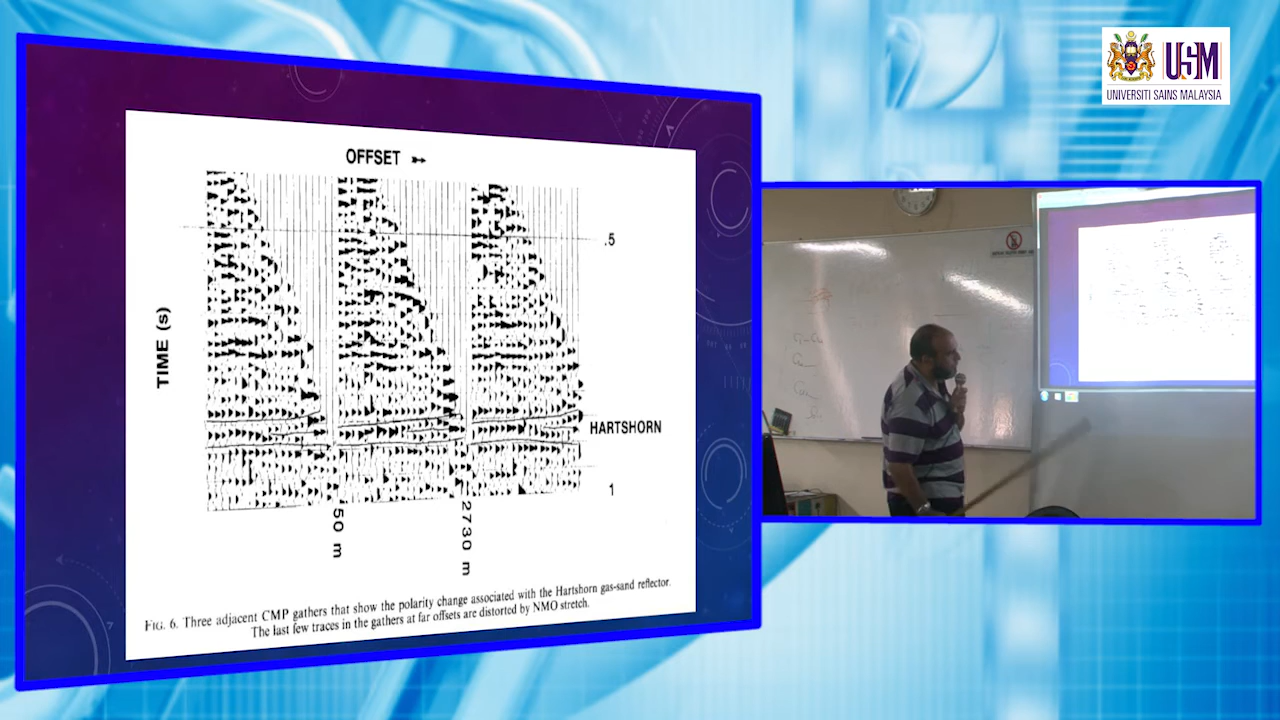 OFFSET
.5
TIME (s)
HARTSHORN
1
50 m
2730 m
FIG. 6. Three adjacent CMP gathers that show the polarity change associated with the Hartshorn gas-sand reflector.
The last few traces in the gathers at far offsets are distorted by NMO stretch.
USM
UNIVERSITI SAINS MALAYSIA